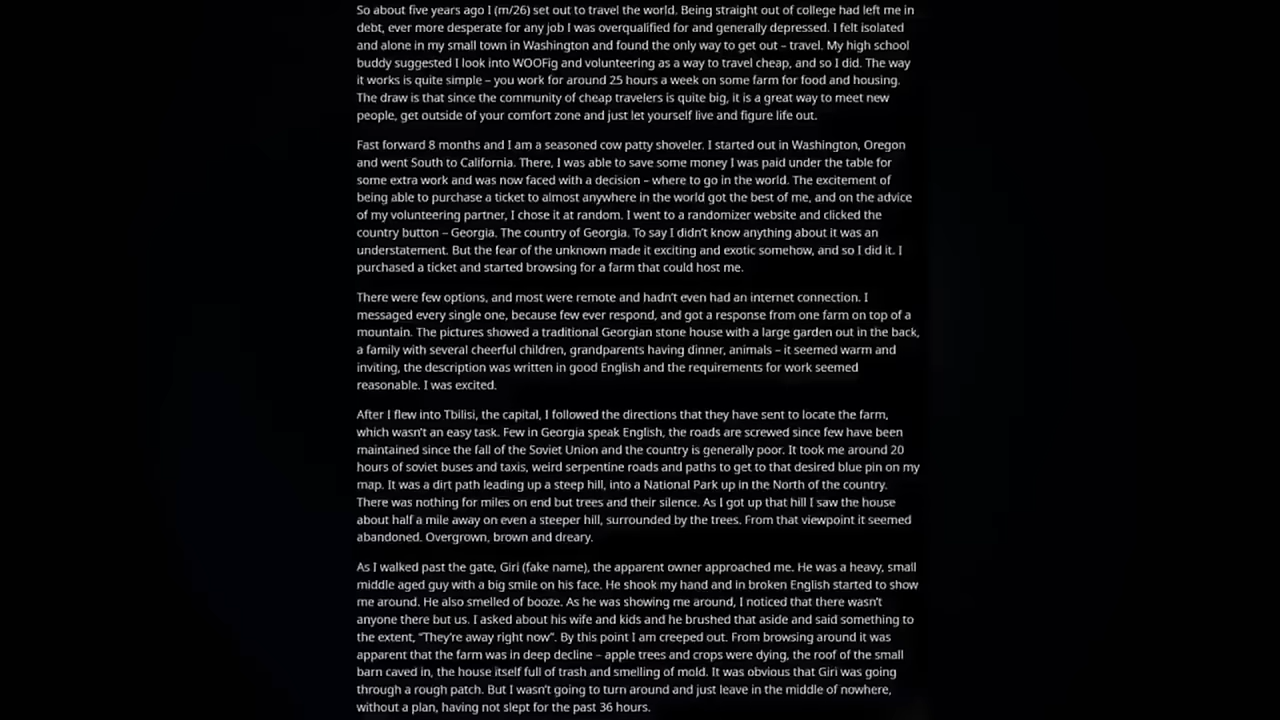 So about five years ago I (m/26) set out to travel the world. Being straight out of college had left me in
debt, ever more desperate for any job I was overqualified for and generally depressed. I felt isolated
and alone in my small town in Washington and found the only way to get out – travel. My high school
buddy suggested I look into WOOFig and volunteering as a way to travel cheap, and so I did. The way
it works is quite simple – you work for around 25 hours a week on some farm for food and housing.
The draw is that since the community of cheap travelers is quite big, it is a great way to meet new
people, get outside of your comfort zone and just let yourself live and figure life out.
Fast forward 8 months and I am a seasoned cow patty shoveler. I started out in Washington, Oregon
and went South to California. There, I was able to save some money I was paid under the table for
some extra work and was now faced with a decision – where to go in the world. The excitement of
being able to purchase a ticket to almost anywhere in the world got the best of me, and on the advice
of my volunteering partner, I chose it at random. I went to a randomizer website and clicked the
country button – Georgia. The country of Georgia. To say I didn't know anything about it was an
understatement. But the fear of the unknown made it exciting and exotic somehow, and so I did it. I
purchased a ticket and started browsing for a farm that could host me.
There were few options, and most were remote and hadn't even had an internet connection. I
messaged every single one, because few ever respond, and got a response from one farm on top of a
mountain. The pictures showed a traditional Georgian stone house with a large garden out in the back,
a family with several cheerful children, grandparents having dinner, animals – it seemed warm and
inviting, the description was written in good English and the requirements for work seemed
reasonable. I was excited.
After I flew into Tbilisi, the capital, I followed the directions that they have sent to locate the farm,
which wasn't an easy task. Few in Georgia speak English, the roads are screwed since few have been
maintained since the fall of the Soviet Union and the country is generally poor. It took me around 20
hours of soviet buses and taxis, weird serpentine roads and paths to get to that desired blue pin on my
map. It was a dirt path leading up a steep hill, into a National Park up in the North of the country.
There was nothing for miles on end but trees and their silence. As I got up that hill I saw the house
about half a mile away on even a steeper hill, surrounded by the trees. From that viewpoint it seemed
abandoned. Overgrown, brown and dreary.
As I walked past the gate, Giri (fake name), the apparent owner approached me. He was a heavy, small
middle aged guy with a big smile on his face. He shook my hand and in broken English started to show
me around. He also smelled of booze. As he was showing me around, I noticed that there wasn't
anyone there but us. I asked about his wife and kids and he brushed that aside and said something to
the extent, "They're away right now". By this point I am creeped out. From browsing around it was
apparent that the farm was in deep decline – apple trees and crops were dying, the roof of the small
barn caved in, the house itself full of trash and smelling of mold. It was obvious that Giri was going
through a rough patch. But I wasn't going to turn around and just leave in the middle of nowhere,
without a plan, having not slept for the past 36 hours.